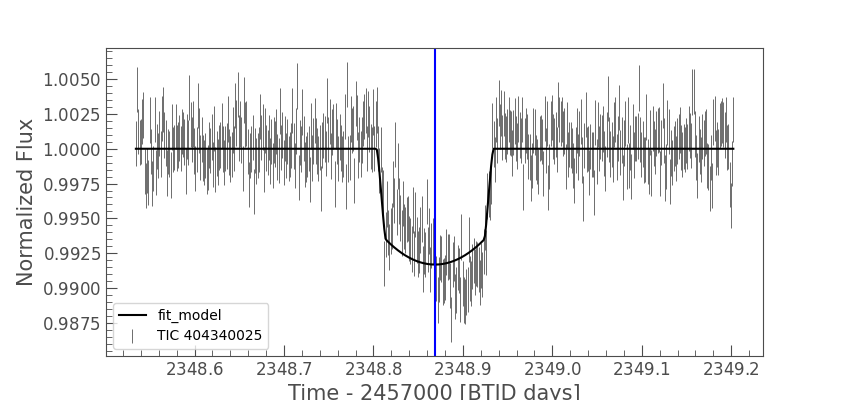 Normalized Flux
1.0050
1.0025
1.0000
0.9975
0.9950
0.9925
0.9900
0.9875
fit_model
TIC 404340025
2348.6 2348.7 2348.8 2348.9 2349.0 2349.1 2349.2
Time - 2457000 [BTJD days]